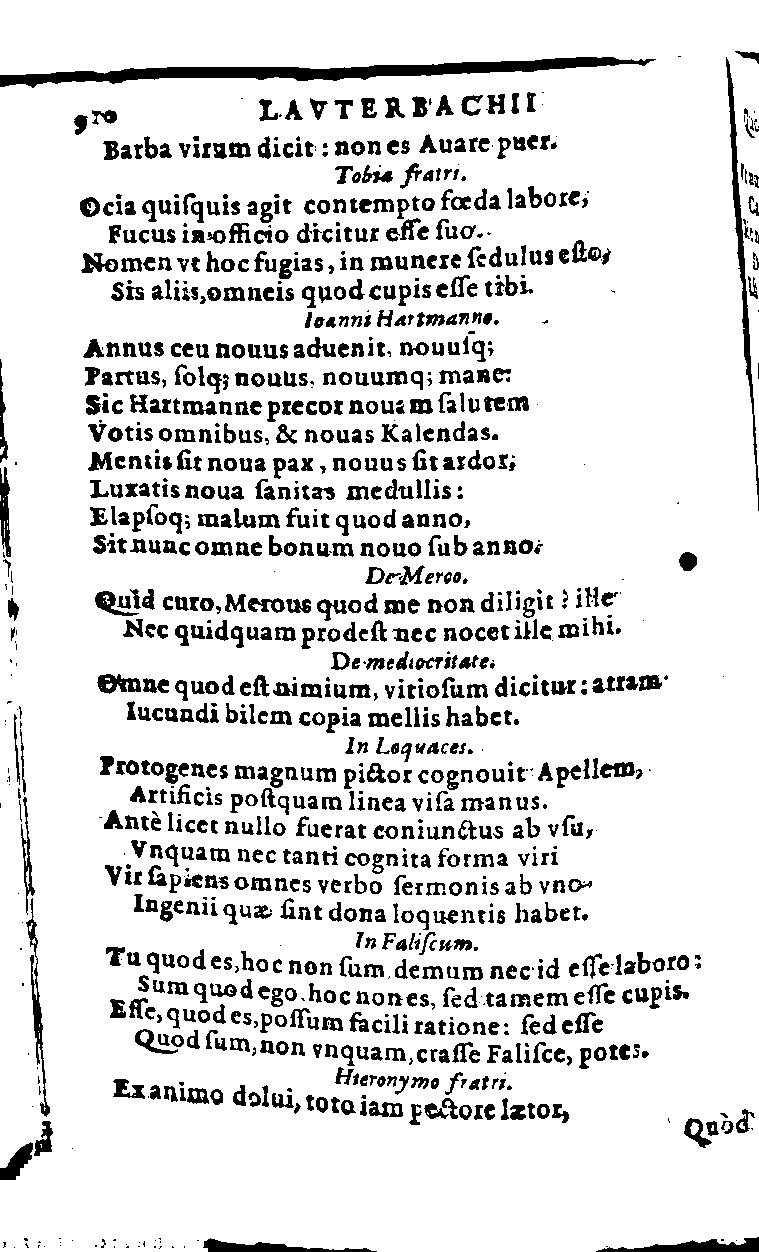 910 LAVTERBACHII
Barba virum dicit : non es Avare puer.
Tobiæ fratri.
Ocia quiſquis agit contempto fœda labore,
Fucus in officio dicitur eſſe ſuo.
Nomen vt hoc fugias, in munere ſedulus eſto,
Sis aliis, omneis quod cupis eſſe tibi.
Ioanni Hartmanno.
Annus ceu nouus aduenit, nouuſq;
Partus, ſolq; nouus, nouumq; mane:
Sic Hartmanne precor nouam ſalutem
Votis omnibus, & nouas Kalendas.
Mentis ſit noua pax, nouus ſit ardor,
Luxatis noua ſanitas medullis:
Elapſoq; malum fuit quod anno,
Sit nunc omne bonum nouo ſub anno.
De Meroo.
Quid curo, Merous quod me non diligit? ille
Nec quidquam prodeſt nec nocet ille mihi.
De mediocritate.
Omne quod eſt nimium, vitioſum dicitur: atram
Iucundi bilem copia mellis habet.
In Loquaces.
Protogenes magnum pictor cognouit Apellem,
Artificis poſtquam linea viſa manus.
Antè licet nullo fuerat coniunctus ab vſu,
Vnquam nec tanti cognita forma viri
Vir ſapiens omnes verbo ſermonis ab vno
Ingenii quæ ſint dona loquentis habet.
In Faliſcum.
Tu quod es, hoc non ſum, demum nec id eſſe laboro:
Sum quod ego, hoc non es, ſed tamem eſſe cupis.
Eſſe, quod es, poſſum facili ratione: ſed eſſe
Quod ſum, non vnquam, craſſe Faliſce, potes.
Hieronymo fratri.
Ex animo dolui, toto iam pectore lætor,
Quòd